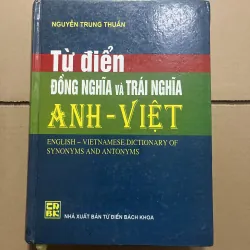 NGUYỄN TRUNG THUẦN
Từ điển
ĐỒNG NGHĨA VÀ TRÁI NGHĨA
ANH - VIỆT
ENGLISH - VIETNAMESE DICTIONARY OF
SYNONYMS AND ANTONYMS
NHÀ XUẤT BẢN TỪ ĐIỂN BÁCH KHOA